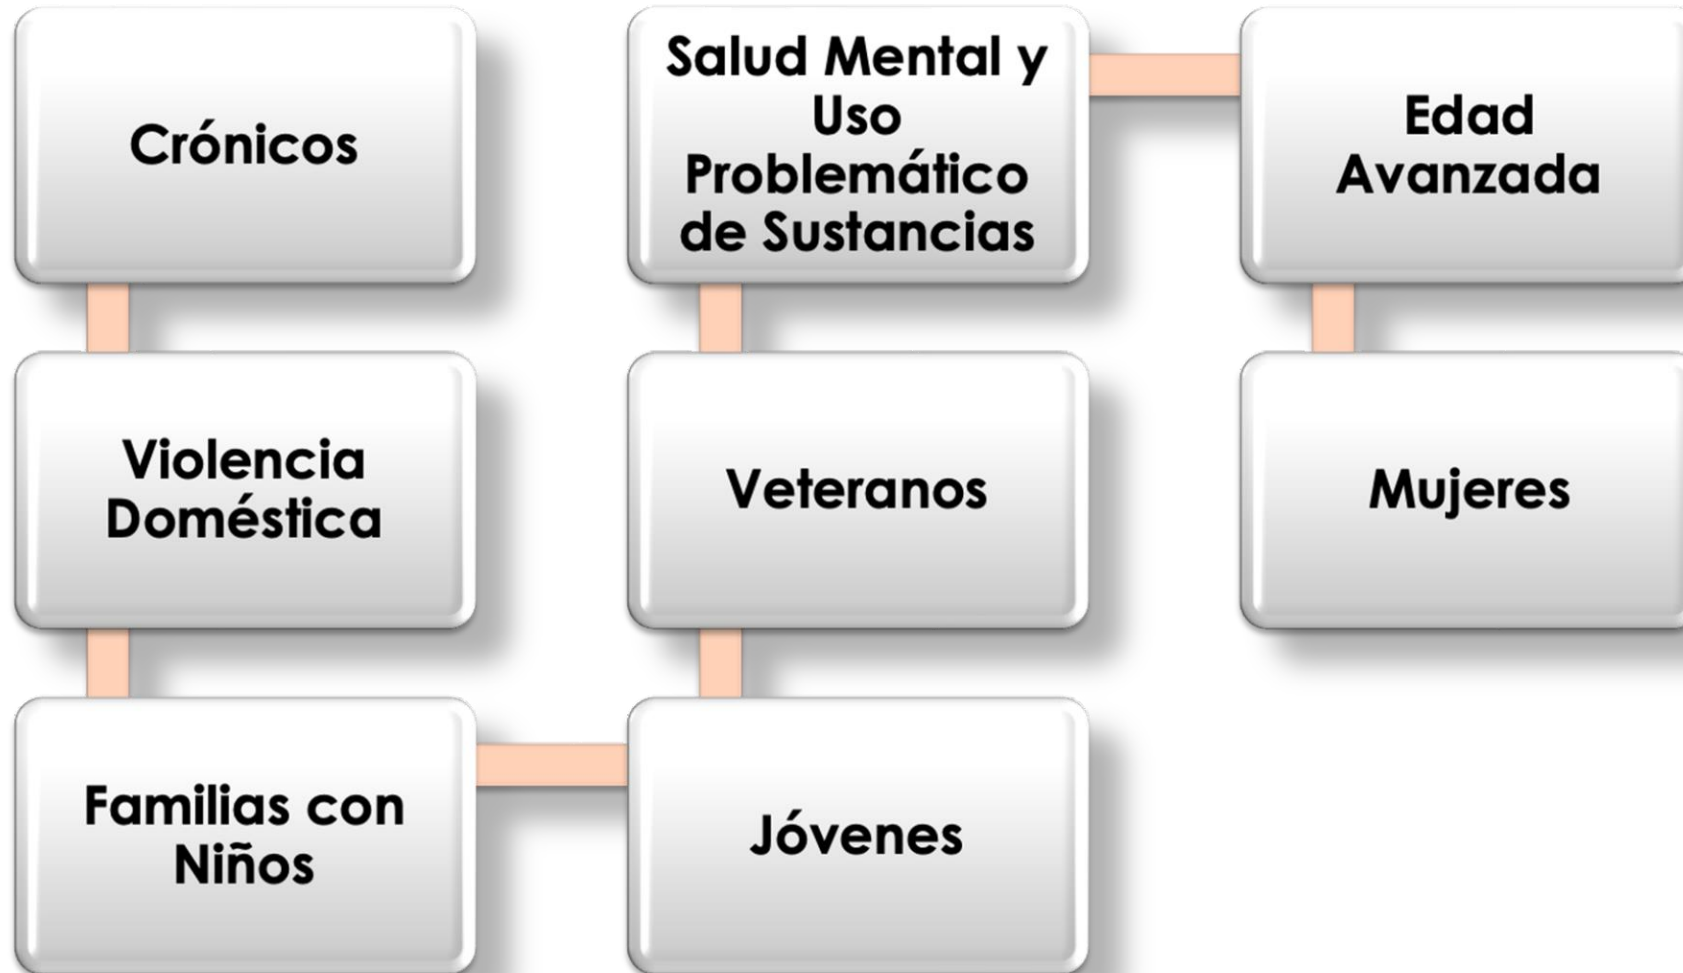 Crónicos
Violencia
Doméstica
Familias con
Niños
Jóvenes
Veteranos
Salud Mental y
Uso
Problemático
de Sustancias
Edad
Avanzada
Mujeres